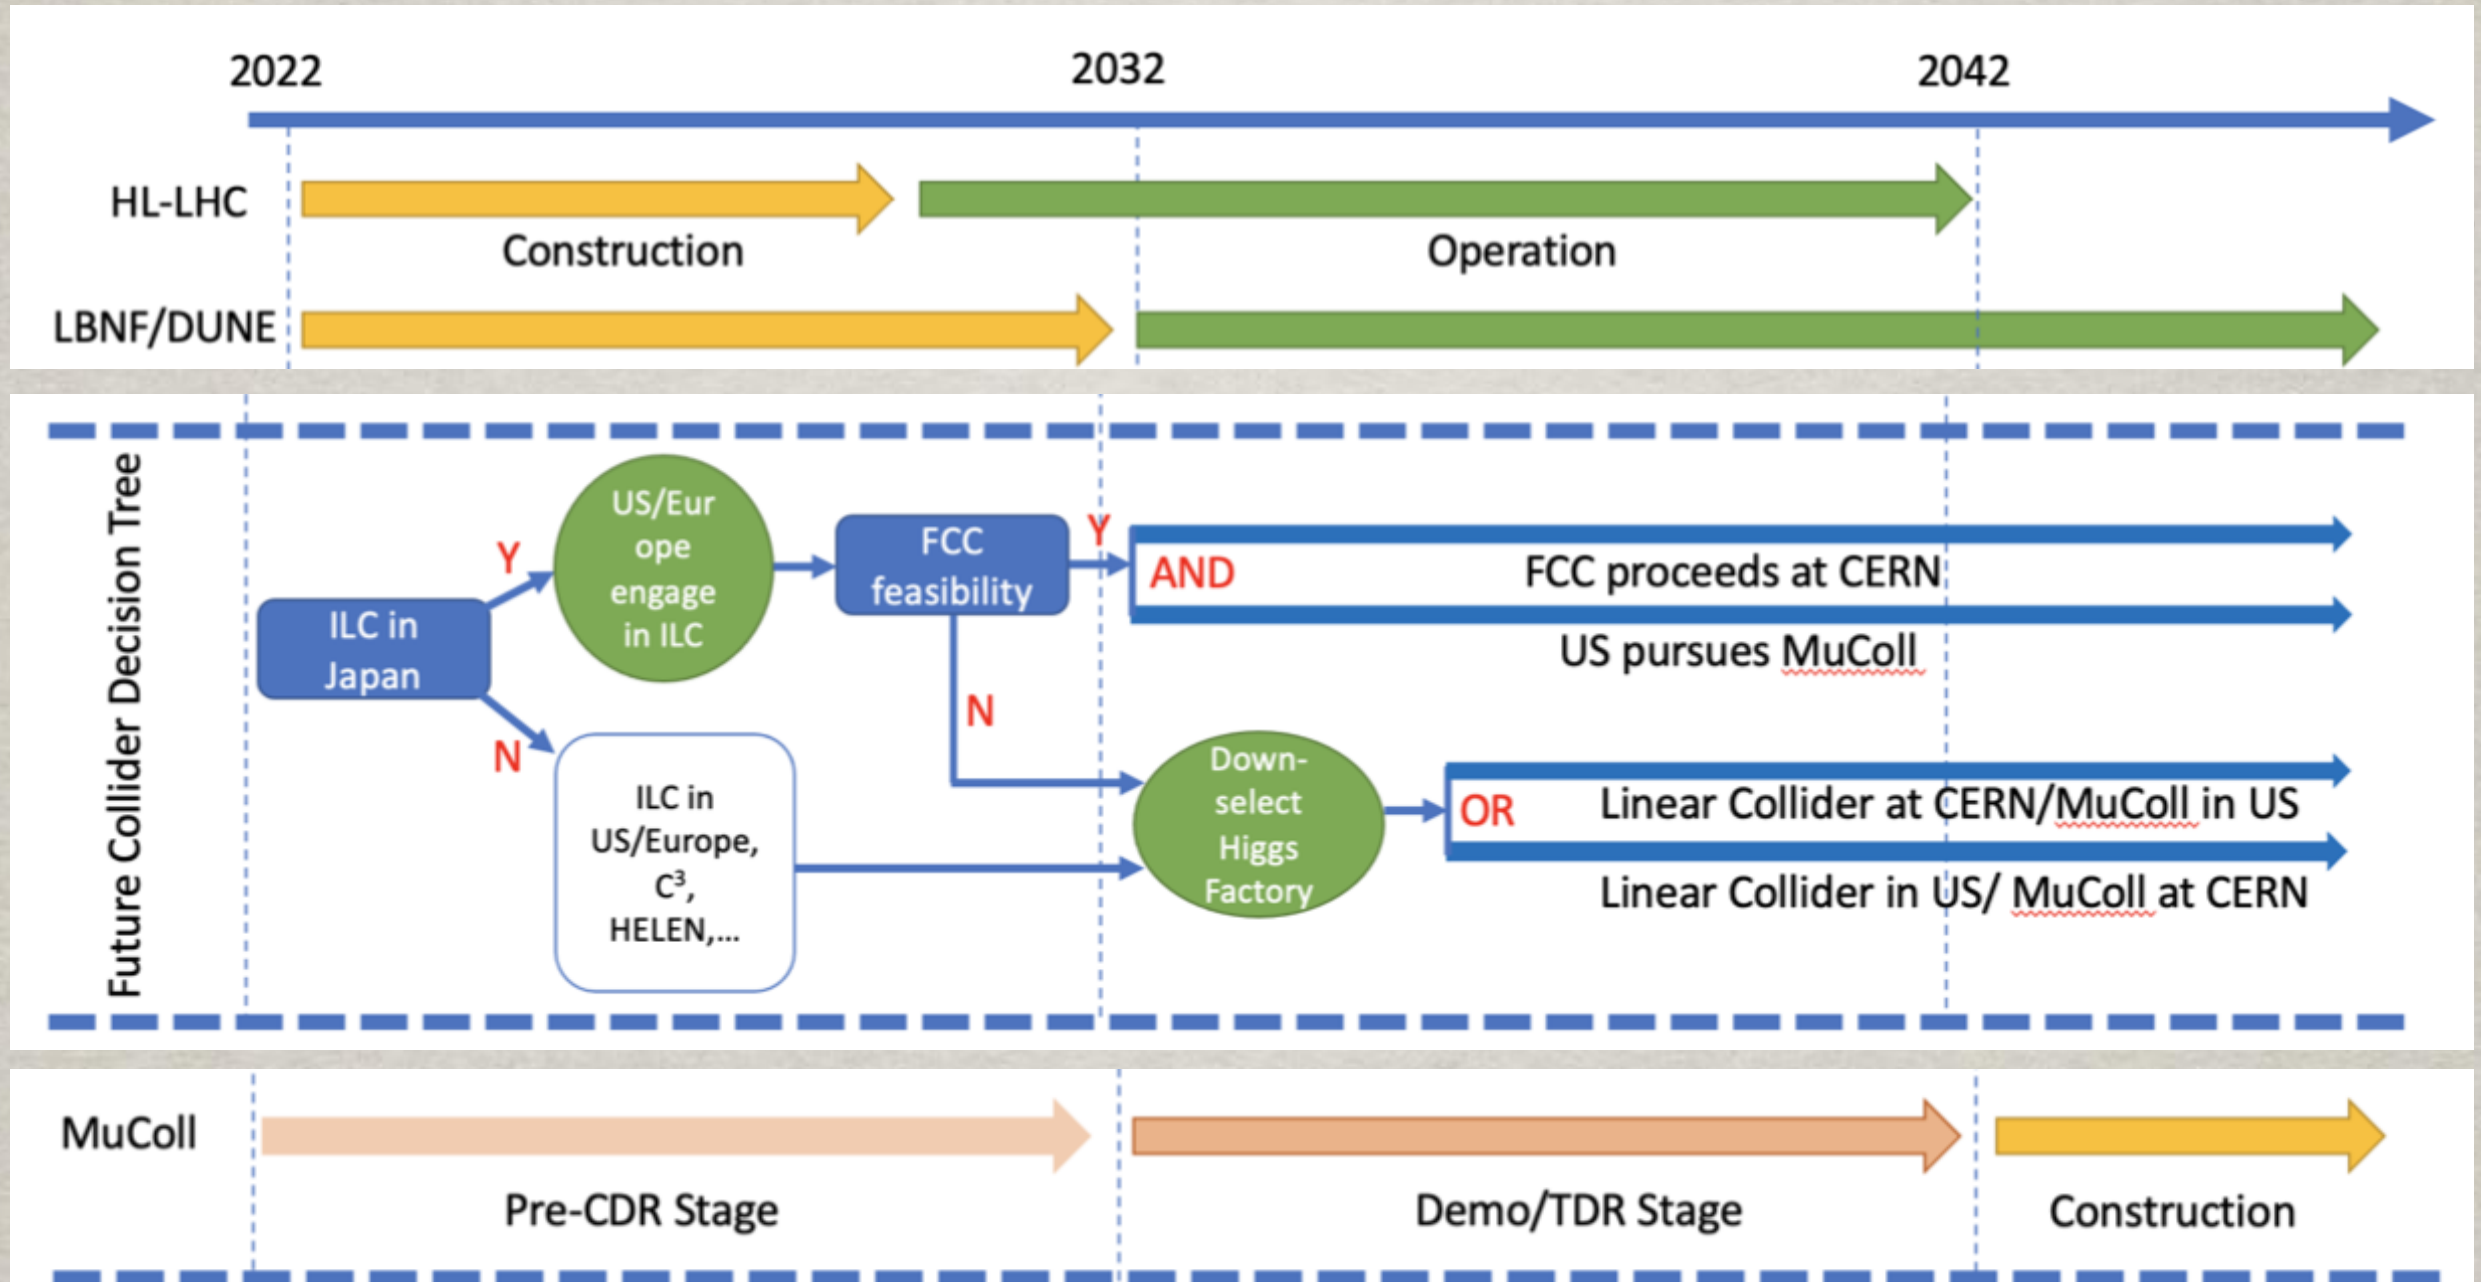 2022 2032 2042
HL-LHC
Construction Operation
LBNF/DUNE
Future Collider Decision Tree
ILC in
Japan
Y
US/Eur
ope
engage
in ILC
FCC
feasibility
Y
AND
FCC proceeds at CERN
US pursues MuColl
N
N
ILC in
US/Europe,
C³,
HELEN,...
Down-
select
Higgs
Factory
OR
Linear Collider at CERN/MuColl in US
Linear Collider in US/ MuColl at CERN
MuColl
Pre-CDR Stage Demo/TDR Stage Construction